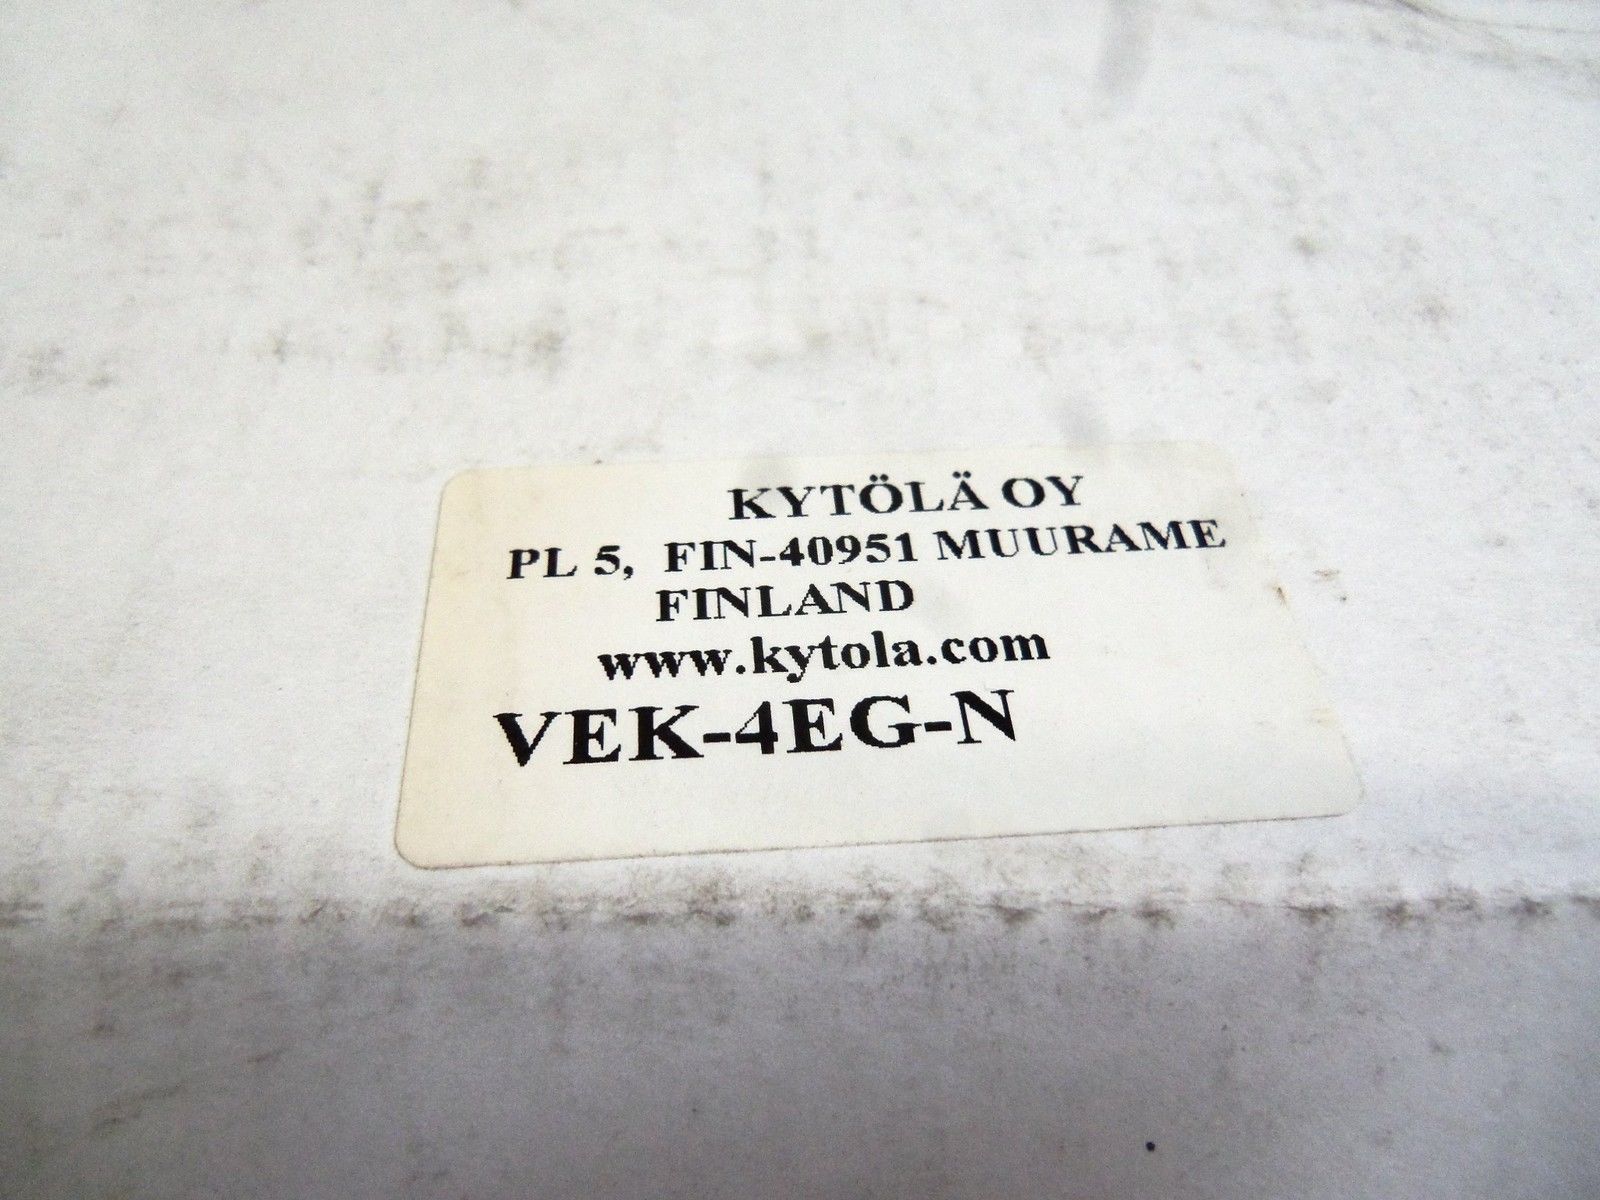 KYTÖLÄ OY
PL 5, FIN-40951 MUURAME
FINLAND
www.kytola.com
VEK-4EG-N